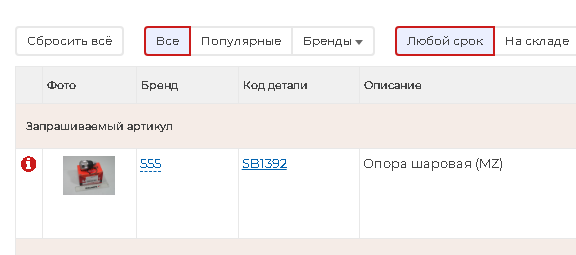 Сбросить всё Все Популярные Бренды Любой срок На складе
Фото Бренд Код детали Описание
Запрашиваемый артикул
555 SB1392 Опора шаровая (MZ)